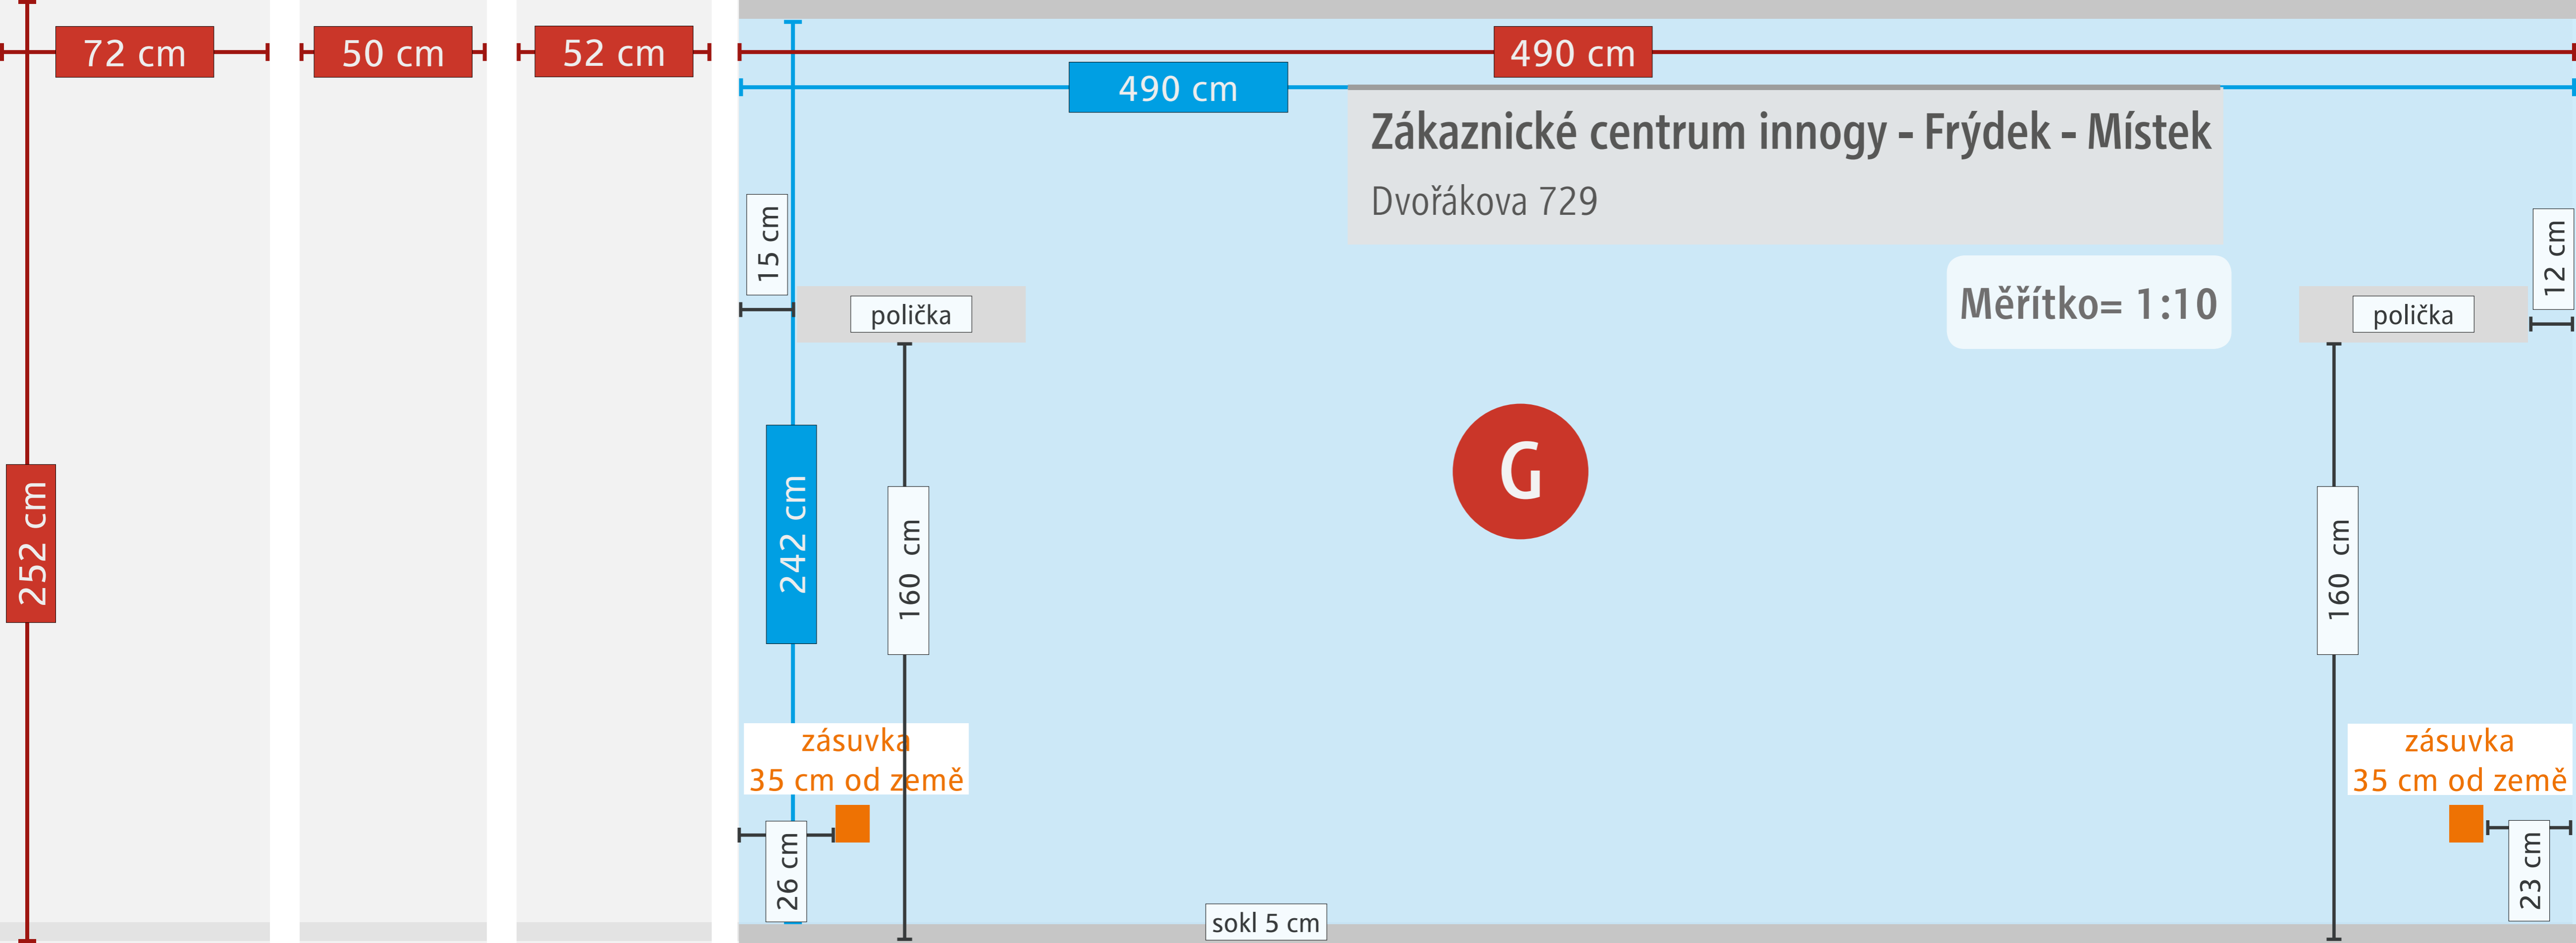 72 cm
50 cm
52 cm
490 cm
490 cm
Zákaznické centrum innogy - Frýdek - Místek
Dvořákova 729
15 cm
12 cm
polička
Měřítko= 1:10
polička
G
252 cm
242 cm
160 cm
160 cm
zásuvka
35 cm od země
zásuvka
35 cm od země
26 cm
23 cm
sokl 5 cm